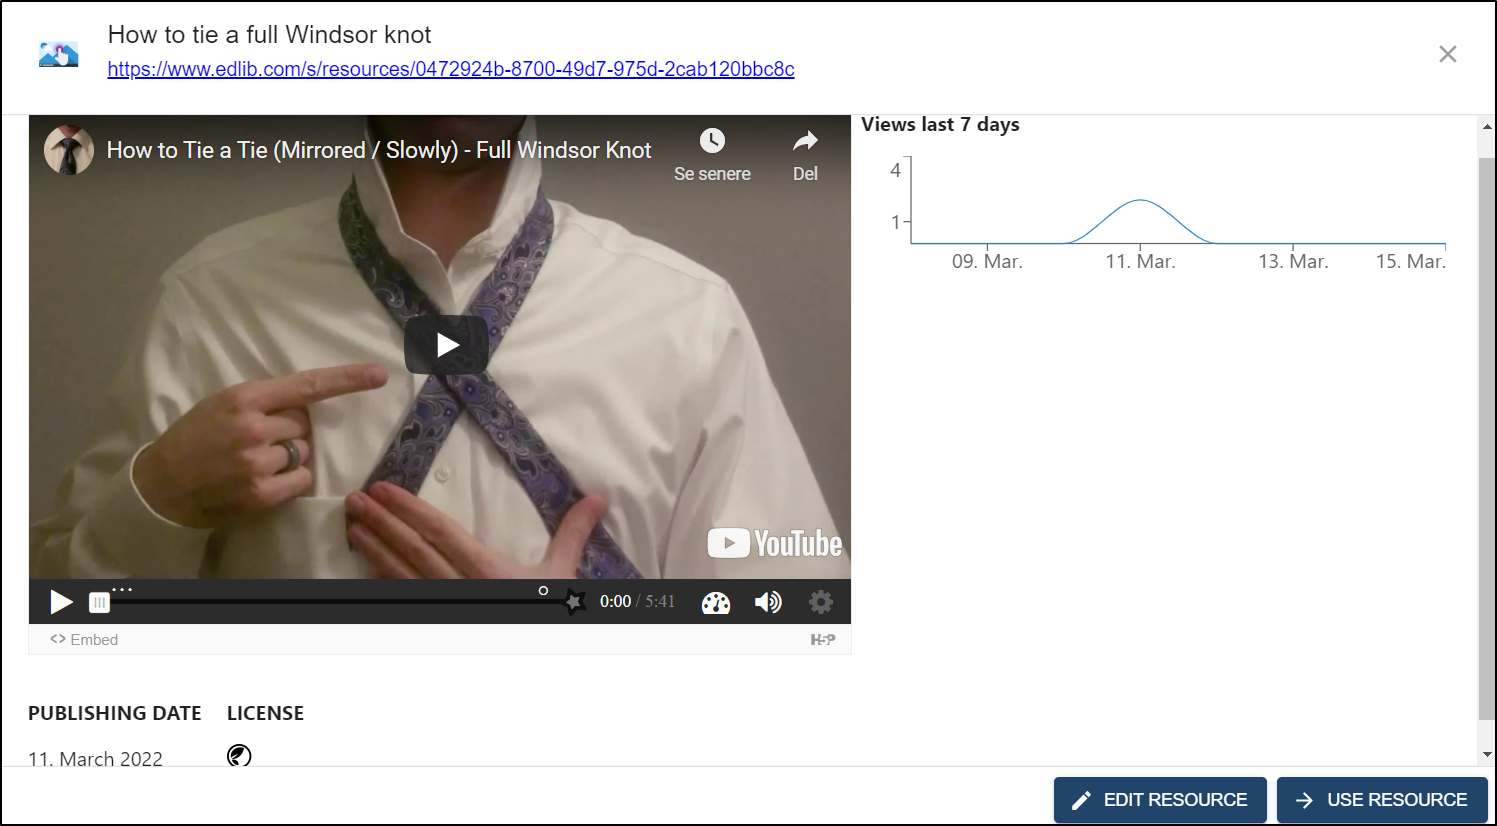 How to tie a full Windsor knot
https://www.edlib.com/s/resources/0472924b-8700-49d7-975d-2cab120bbc8c
How to Tie a Tie (Mirrored / Slowly) - Full Windsor Knot
Se senere
Del
YouTube
0:00 / 5:41
<> Embed
H5P
Views last 7 days
4
1
09. Mar.
11. Mar.
13. Mar.
15. Mar.
PUBLISHING DATE
LICENSE
11. March 2022
EDIT RESOURCE
USE RESOURCE